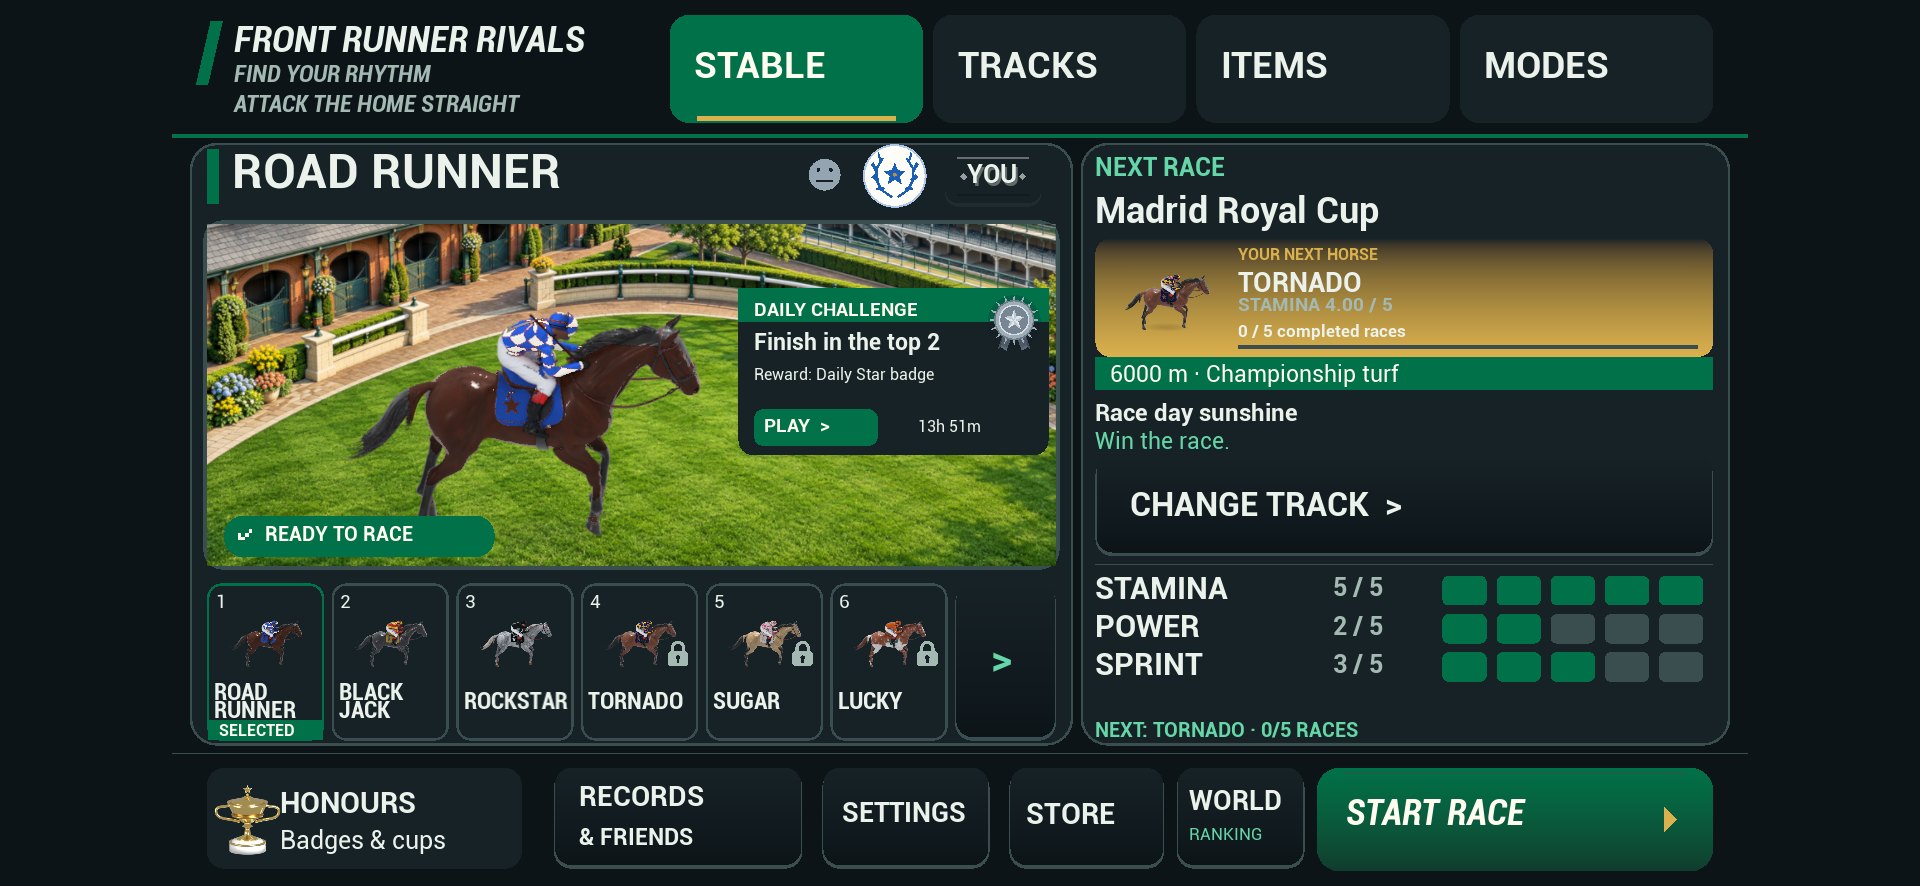 FRONT RUNNER RIVALS
FIND YOUR RHYTHM
ATTACK THE HOME STRAIGHT
STABLE
TRACKS
ITEMS
MODES
ROAD RUNNER
YOU
DAILY CHALLENGE
Finish in the top 2
Reward: Daily Star badge
PLAY >
13h 51m
READY TO RACE
1
ROAD
RUNNER
SELECTED
2
BLACK
JACK
3
ROCKSTAR
4
TORNADO
5
SUGAR
6
LUCKY
>
NEXT RACE
Madrid Royal Cup
YOUR NEXT HORSE
TORNADO
STAMINA 4.00 / 5
0 / 5 completed races
6000 m · Championship turf
Race day sunshine
Win the race.
CHANGE TRACK >
STAMINA 5 / 5
POWER 2 / 5
SPRINT 3 / 5
NEXT: TORNADO · 0/5 RACES
HONOURS
Badges & cups
RECORDS
& FRIENDS
SETTINGS
STORE
WORLD
RANKING
START RACE